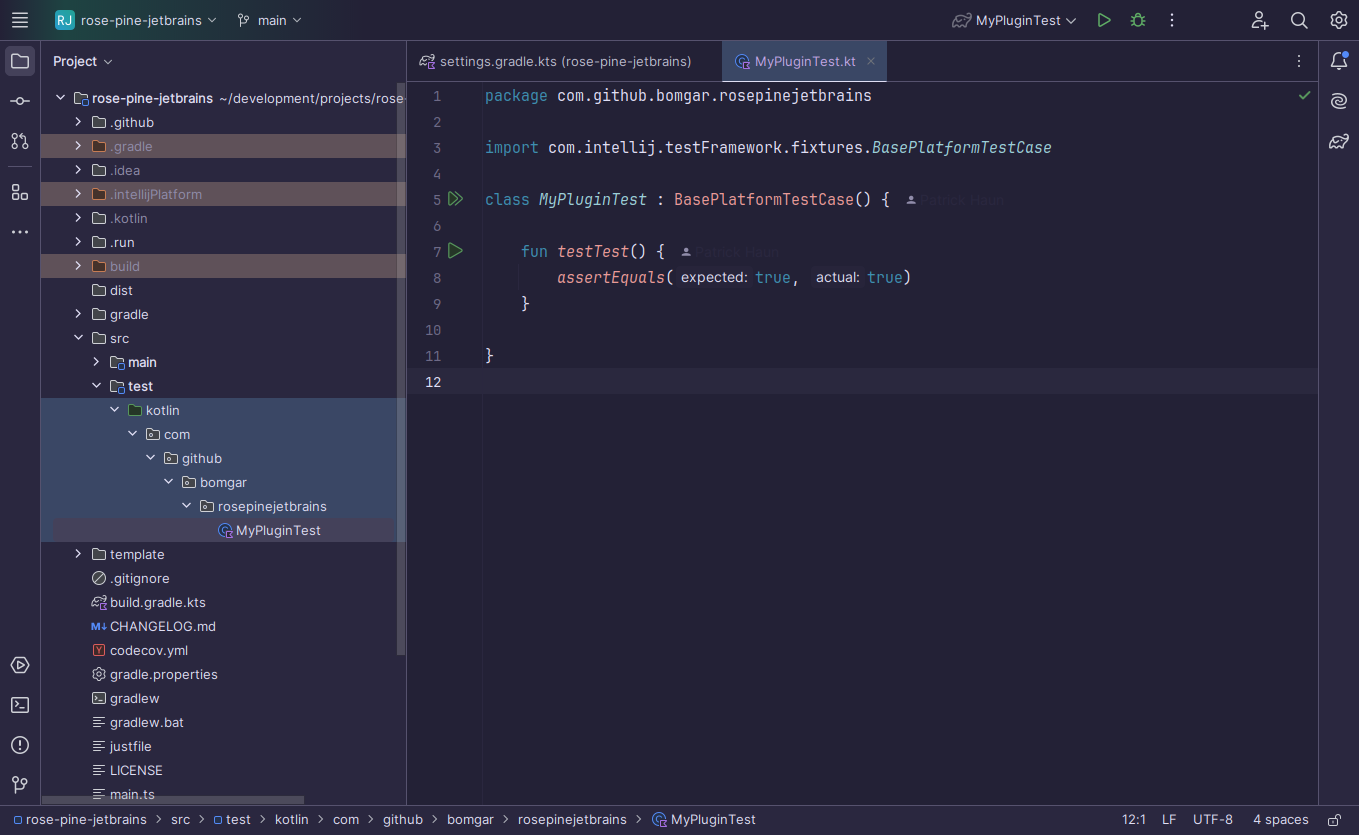 RJ rose-pine-jetbrains main MyPluginTest
Project
settings.gradle.kts (rose-pine-jetbrains) MyPluginTest.kt
rose-pine-jetbrains ~/development/projects/rose-
.github
.gradle
.idea
.intellijPlatform
.kotlin
.run
build
dist
gradle
src
main
test
kotlin
com
github
bomgar
rosepinejetbrains
MyPluginTest
template
.gitignore
build.gradle.kts
M↓ CHANGELOG.md
Y codecov.yml
gradle.properties
gradlew
gradlew.bat
justfile
LICENSE
main.ts
1 package com.github.bomgar.rosepinejetbrains
2
3 import com.intellij.testFramework.fixtures.BasePlatformTestCase
4
5 class MyPluginTest : BasePlatformTestCase() { Patrick Haun
6
7 fun testTest() { Patrick Haun
8 assertEquals( expected: true, actual: true)
9 }
10
11 }
12
rose-pine-jetbrains > src > test > kotlin > com > github > bomgar > rosepinejetbrains > MyPluginTest 12:1 LF UTF-8 4 spaces